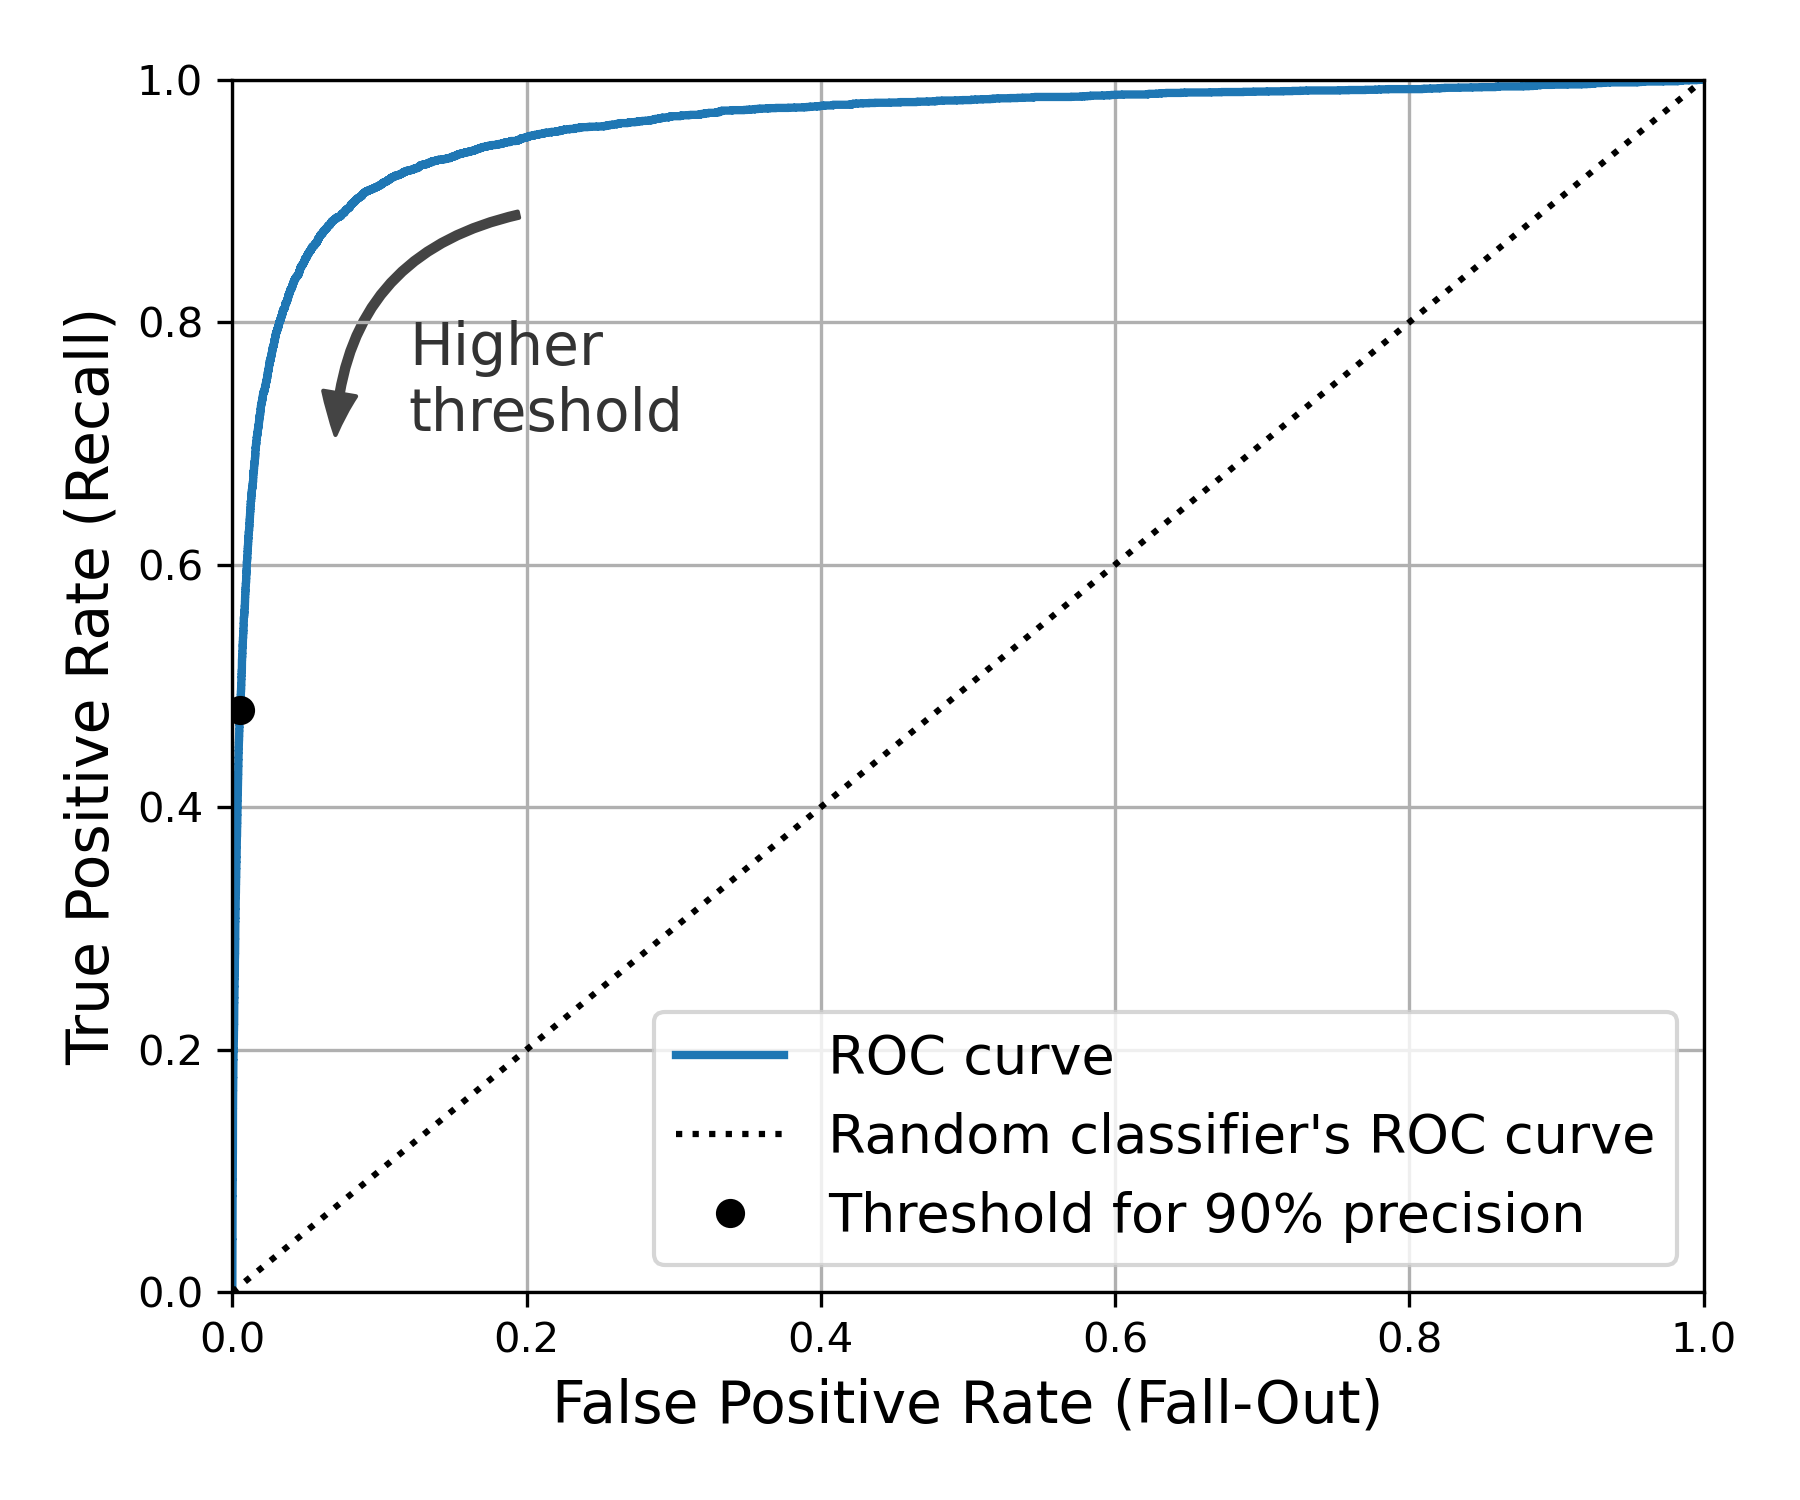 1.0
0.8
0.6
0.4
0.2
0.0
True Positive Rate (Recall)
Higher
threshold
ROC curve
Random classifier's ROC curve
Threshold for 90% precision
0.0 0.2 0.4 0.6 0.8 1.0
False Positive Rate (Fall-Out)